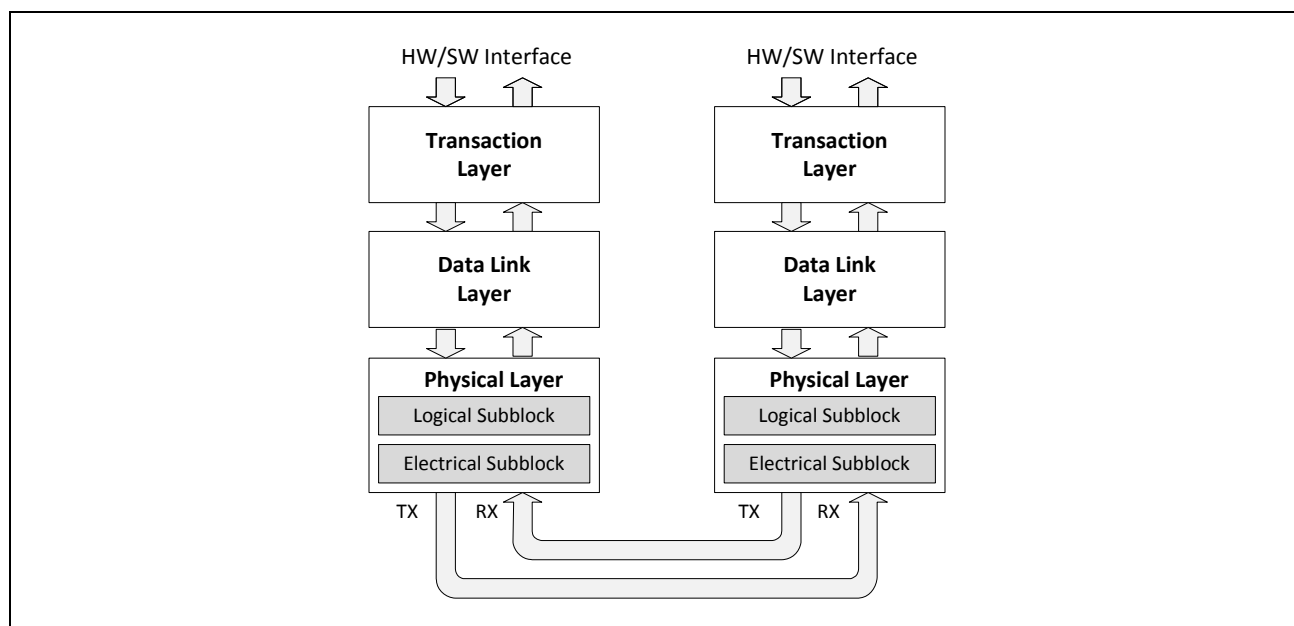 HW/SW Interface
HW/SW Interface
Transaction
Layer
Transaction
Layer
Data Link
Layer
Data Link
Layer
Physical Layer
Logical Subblock
Electrical Subblock
Physical Layer
Logical Subblock
Electrical Subblock
TX
RX
TX
RX